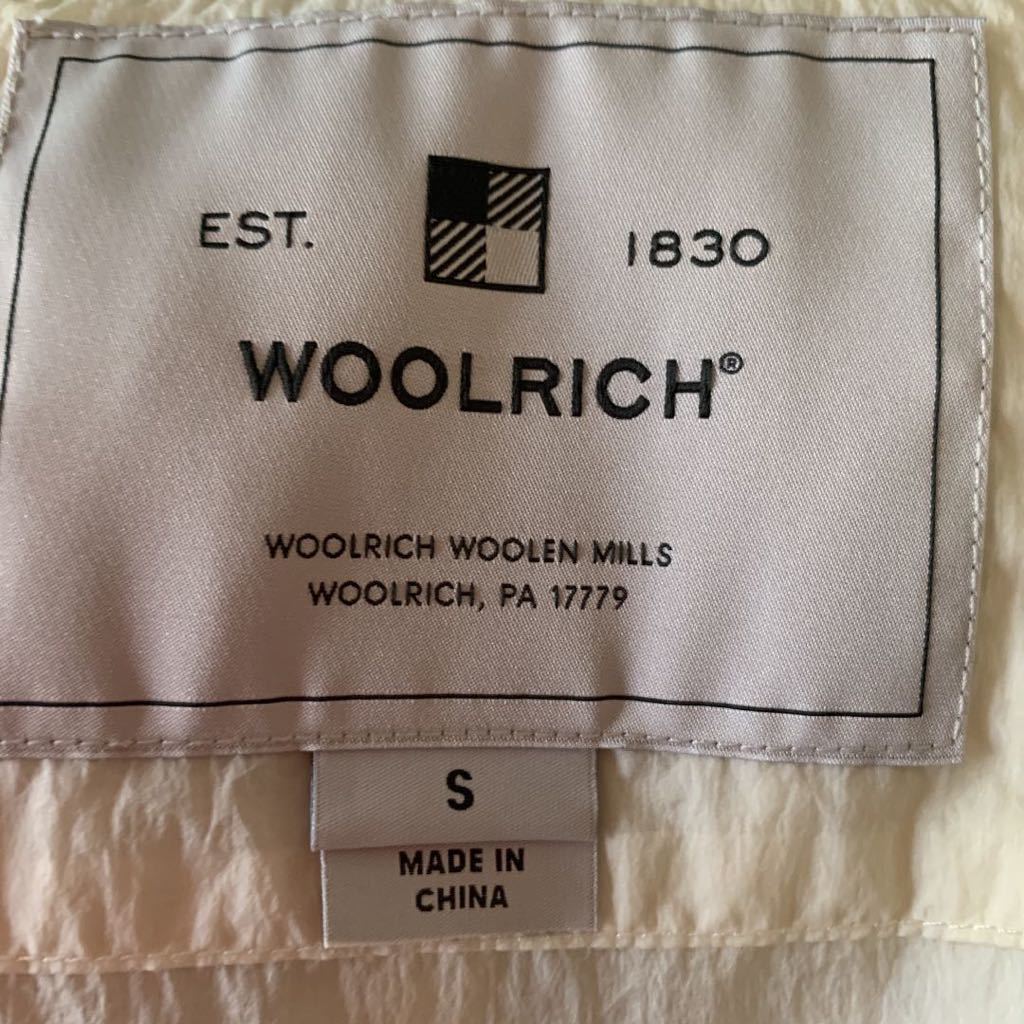 EST. 1830
WOOLRICH®
WOOLRICH WOOLEN MILLS
WOOLRICH, PA 17779
S
MADE IN
CHINA